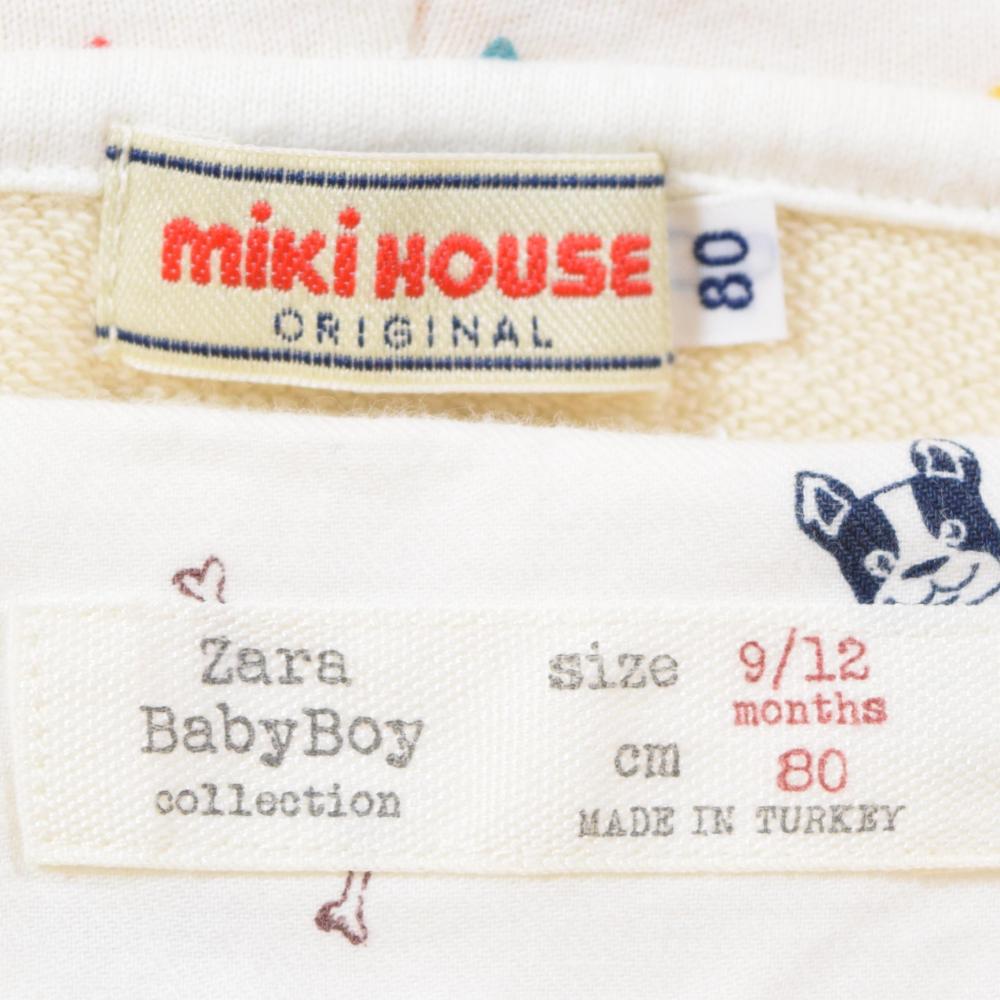 miki HOUSE
ORIGINAL
80
Zara
BabyBoy
collection
size 9/12
months
cm 80
MADE IN TURKEY